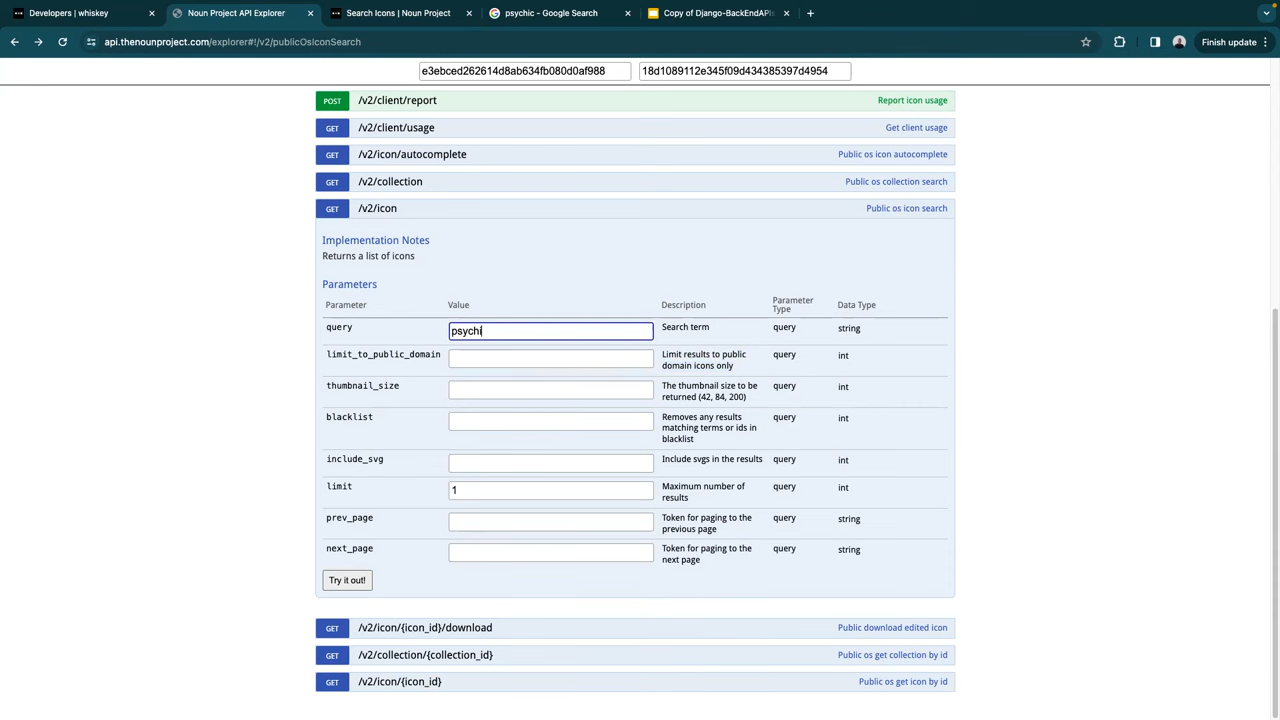 Developers | whiskey
Noun Project API Explorer
Search Icons | Noun Project
psychic - Google Search
Copy of Django-BackEndAPIs
Finish update
api.thenounproject.com/explorer#!/v2/publicOsIconSearch
e3ebced262614d8ab634fb080d0af988
18d1089112e345f09d434385397d4954
POST /v2/client/report Report icon usage
GET /v2/client/usage Get client usage
GET /v2/icon/autocomplete Public os icon autocomplete
GET /v2/collection Public os collection search
GET /v2/icon Public os icon search
Implementation Notes
Returns a list of icons
Parameters
Parameter Value Description Parameter Type Data Type
query psychi Search term query string
limit_to_public_domain Limit results to public domain icons only query int
thumbnail_size The thumbnail size to be returned (42, 84, 200) query int
blacklist Removes any results matching terms or ids in blacklist query int
include_svg Include svgs in the results query int
limit 1 Maximum number of results query int
prev_page Token for paging to the previous page query string
next_page Token for paging to the next page query string
Try it out!
GET /v2/icon/{icon_id}/download Public download edited icon
GET /v2/collection/{collection_id} Public os get collection by id
GET /v2/icon/{icon_id} Public os get icon by id